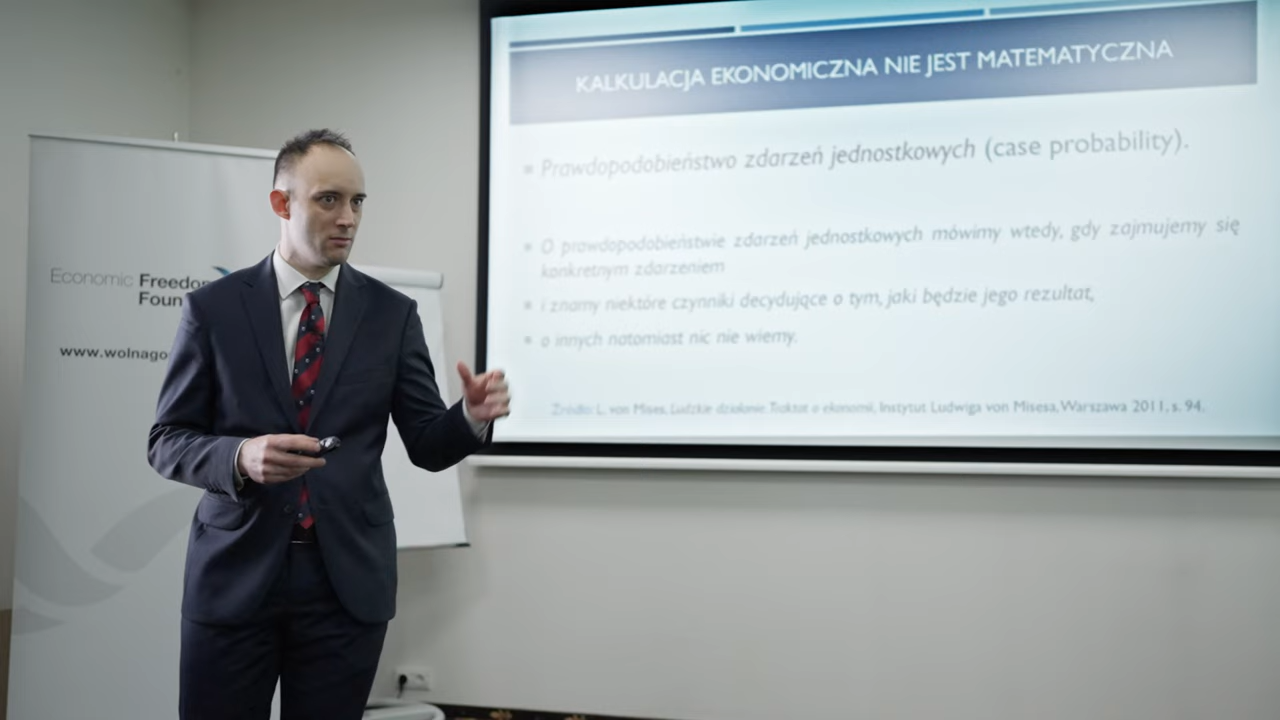 Economic Freedom
Foun
www.wolnago
KALKULACJA EKONOMICZNA NIE JEST MATEMATYCZNA
Prawdopodobieństwo zdarzeń jednostkowych (case probability).
O prawdopodobieństwie zdarzeń jednostkowych mówimy wtedy, gdy zajmujemy się
konkretnym zdarzeniem
i znamy niektóre czynniki decydujące o tym, jaki będzie jego rezultat,
o innych natomiast nic nie wiemy.
Źródło: L. von Mises, Ludzkie działanie. Traktat o ekonomii, Instytut Ludwiga von Misesa, Warszawa 2011, s. 94.